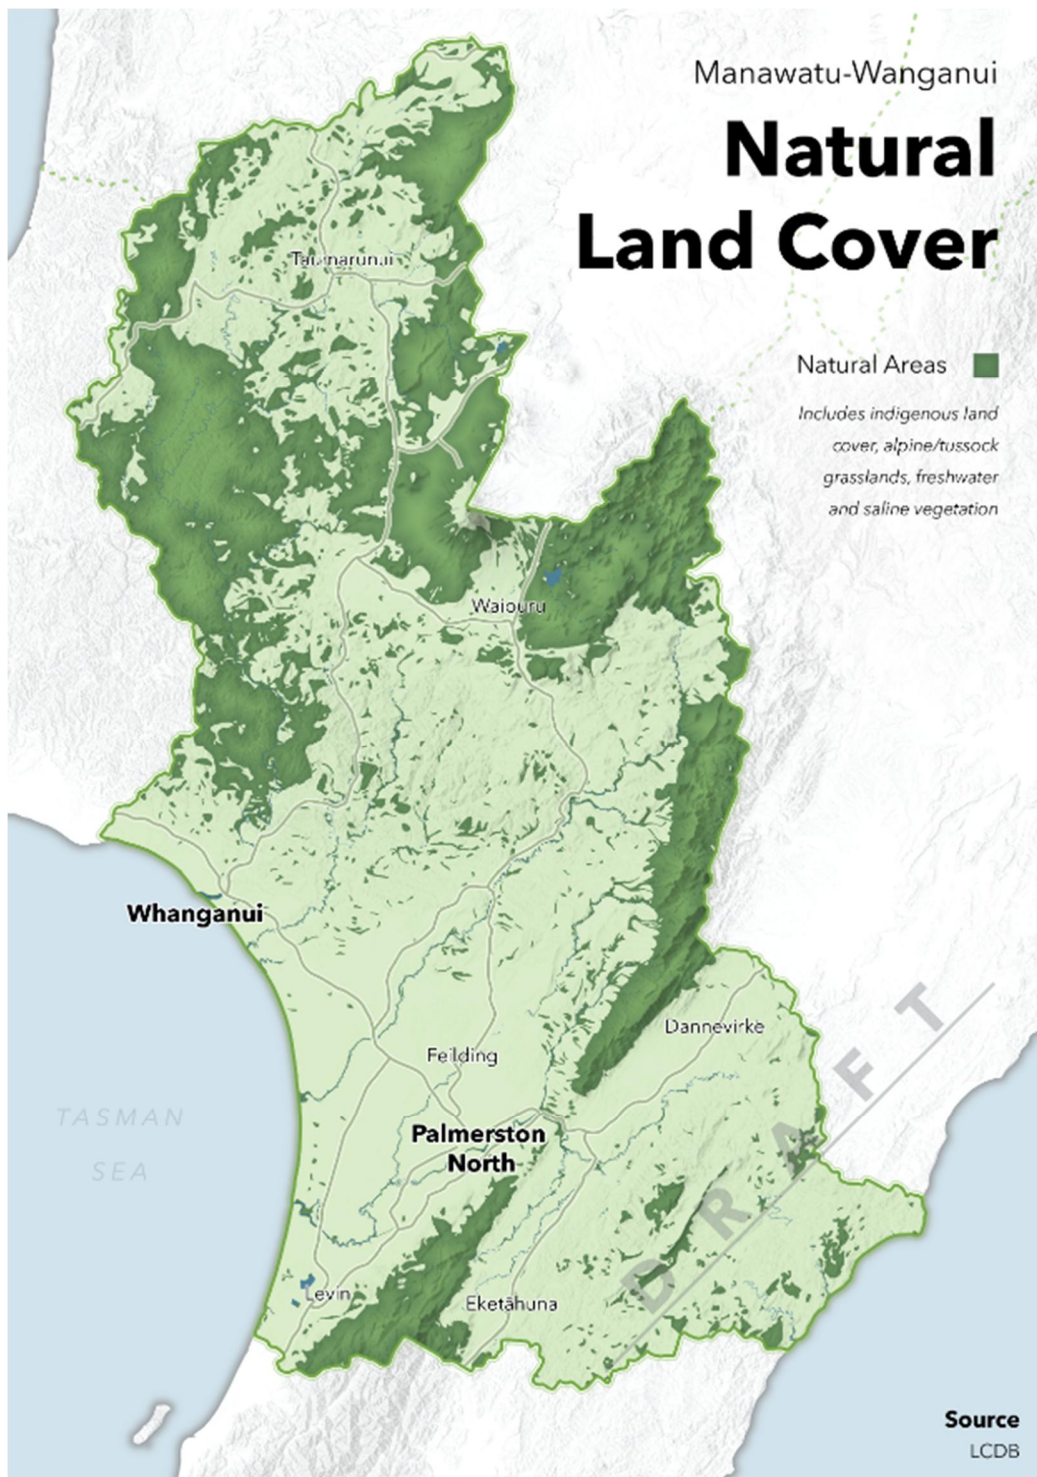 Manawatu-Wanganui
Natural
Land Cover
Taumarunui
Natural Areas
Includes indigenous land
cover, alpine/tussock
grasslands, freshwater
and saline vegetation
Waiouru
Whanganui
Dannevirke
Feilding
TASMAN
SEA
Palmerston
North
DRAFT
Levin
Eketāhuna
Source
LCDB